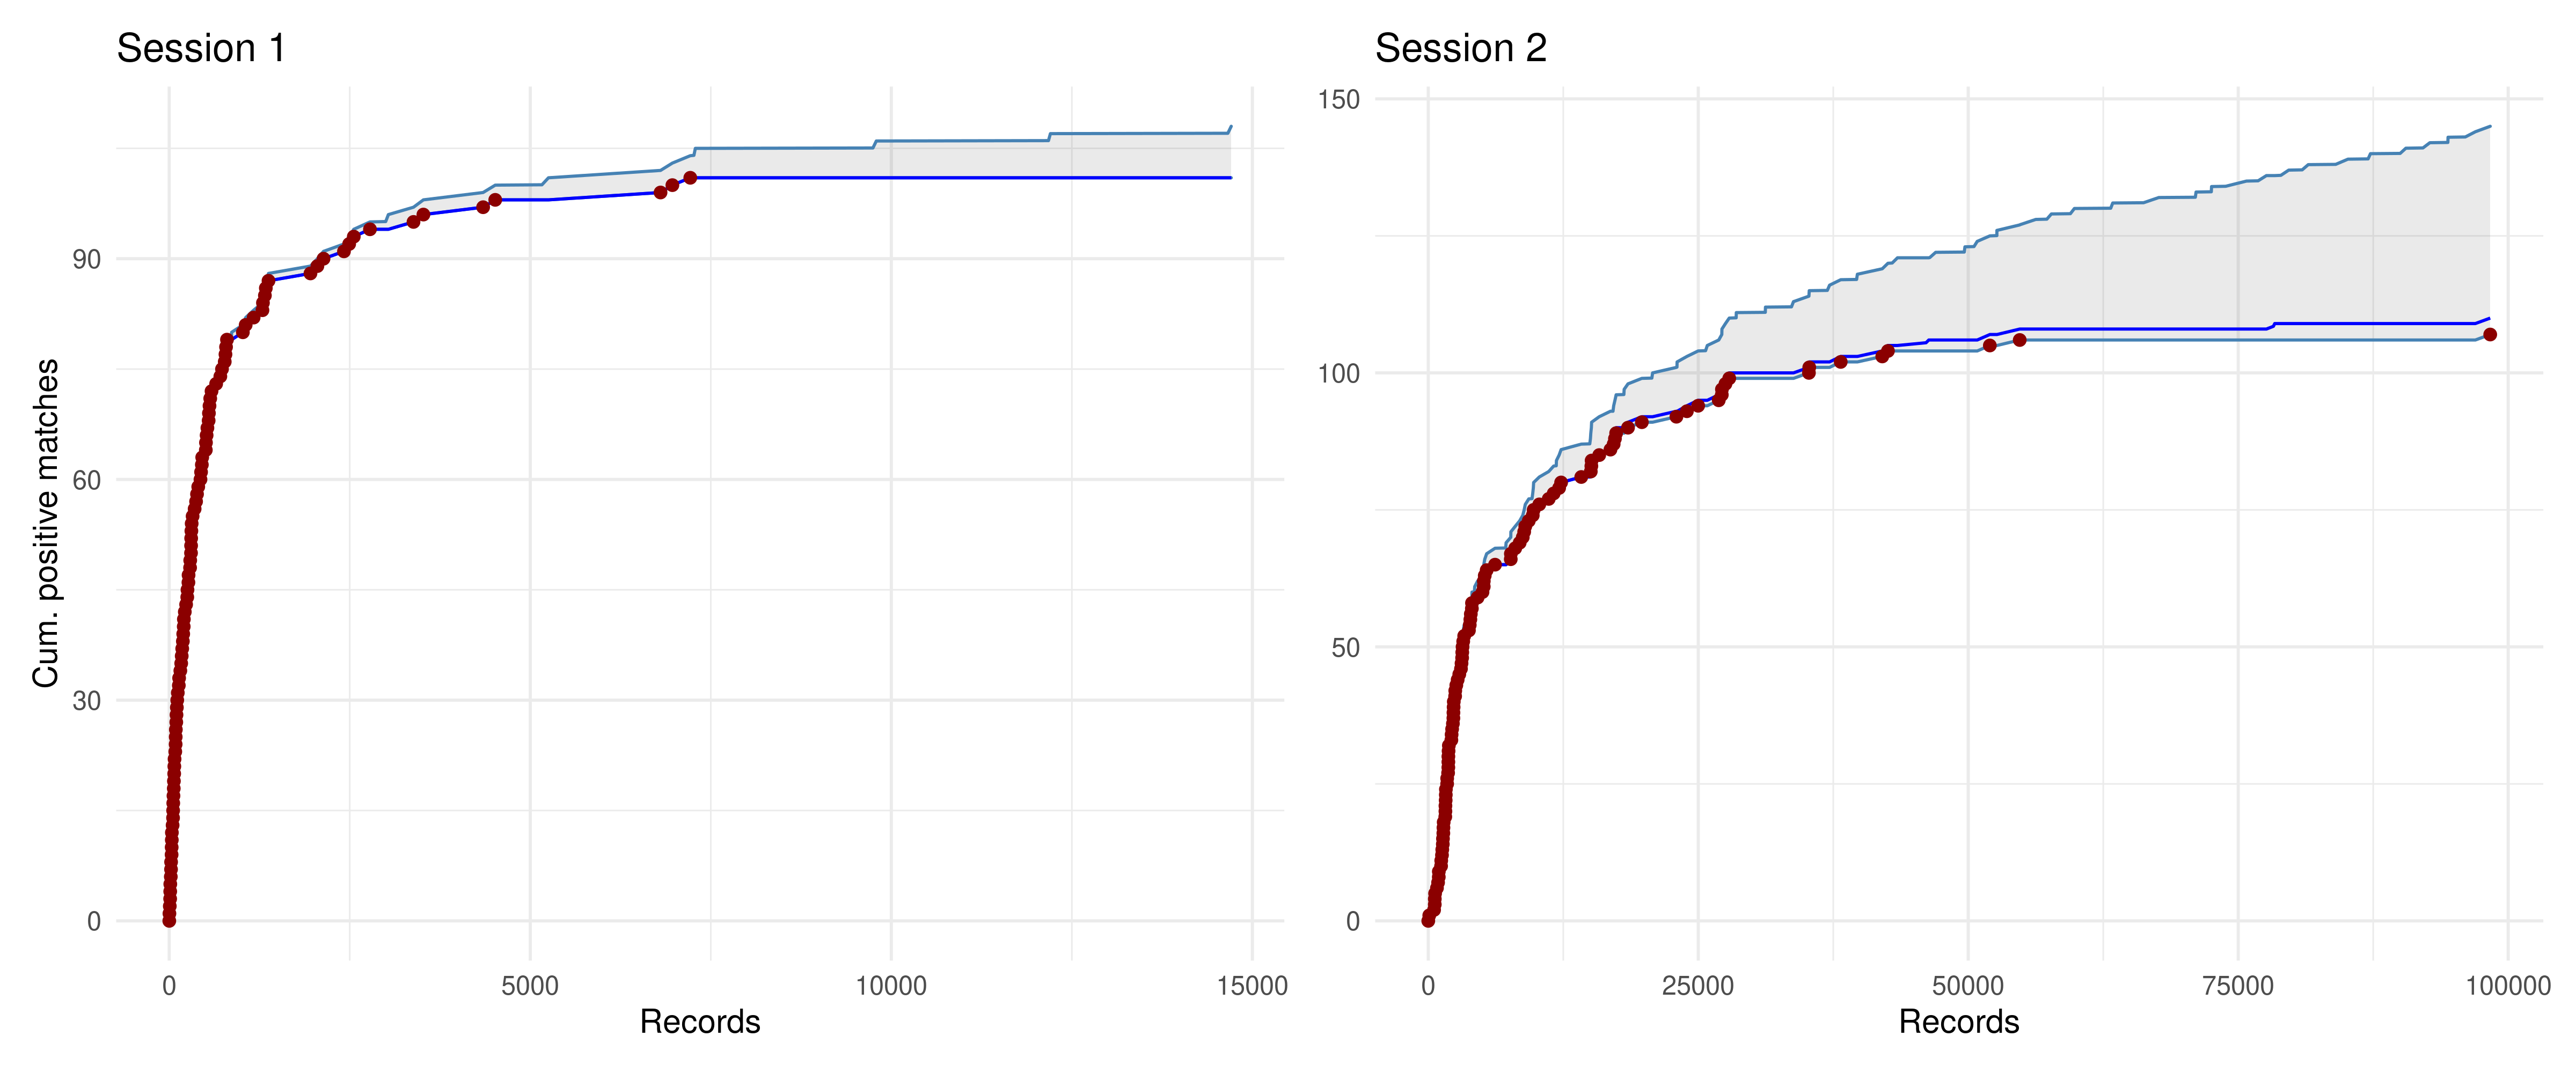 Session 1
Cum. positive matches
90
60
30
0
0 5000 10000 15000
Records
Session 2
150
100
50
0
0 25000 50000 75000 100000
Records